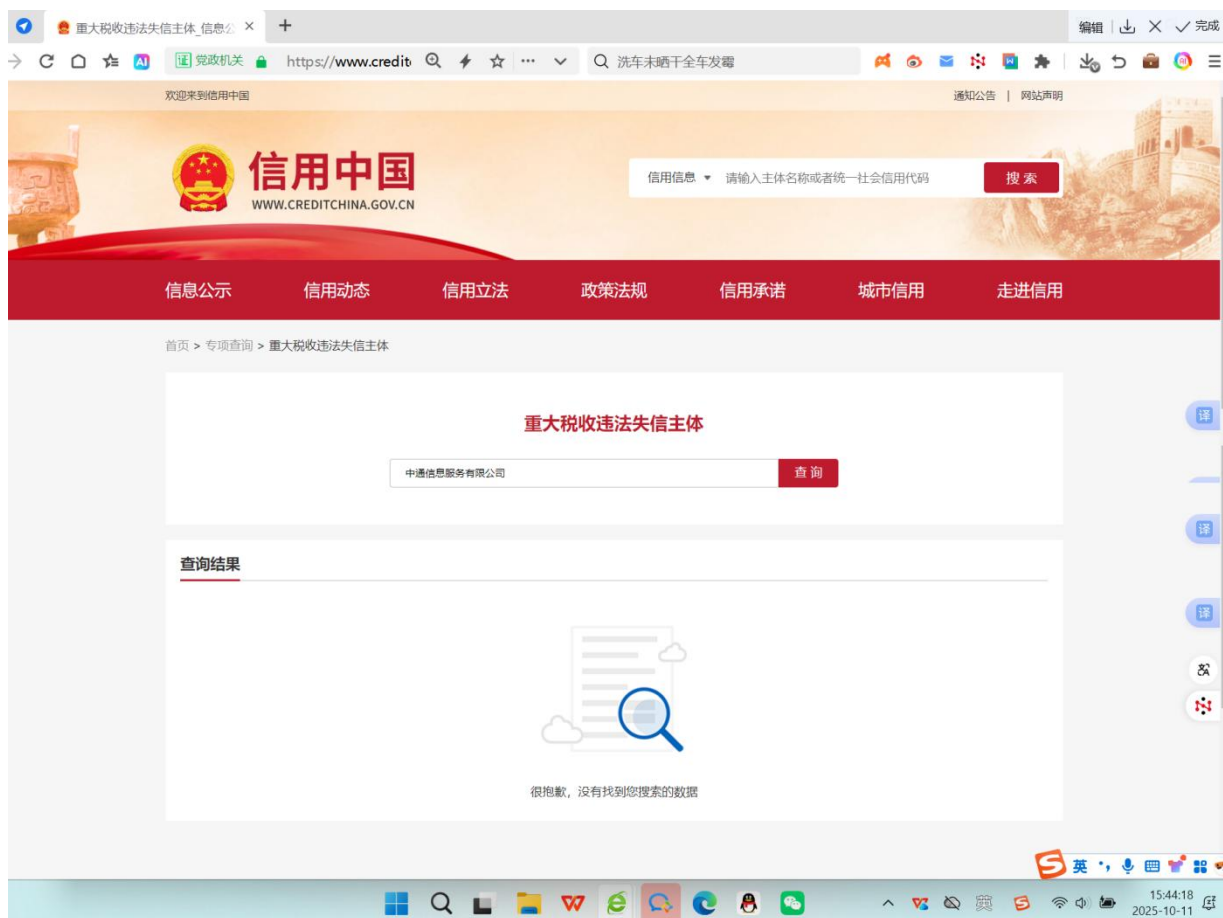 重大税收违法失信主体_信息公
编辑 完成
证 党政机关 https://www.credit 洗车未晒干全车发霉
欢迎来到信用中国 通知公告 | 网站声明
信用中国
WWW.CREDITCHINA.GOV.CN
信用信息 请输入主体名称或者统一社会信用代码 搜索
信息公示 信用动态 信用立法 政策法规 信用承诺 城市信用 走进信用
首页 > 专项查询 > 重大税收违法失信主体
重大税收违法失信主体
中通信息服务有限公司 查询
查询结果
很抱歉，没有找到您搜索的数据
译
译
译
英
英
15:44:18
2025-10-11